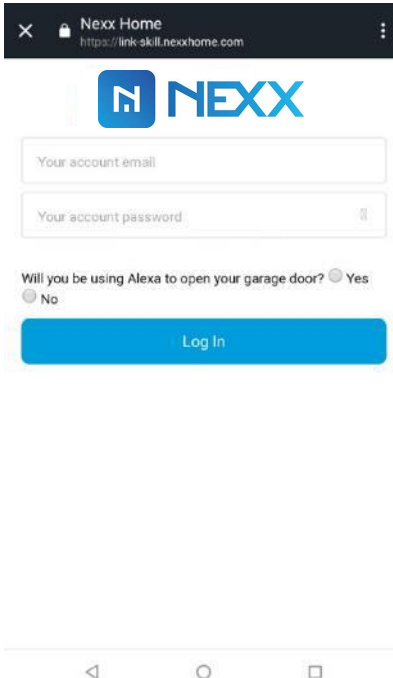 Nexx Home
https://link-skill.nexxhome.com
NEXX
Your account email
Your account password
Will you be using Alexa to open your garage door? Yes
No
Log In